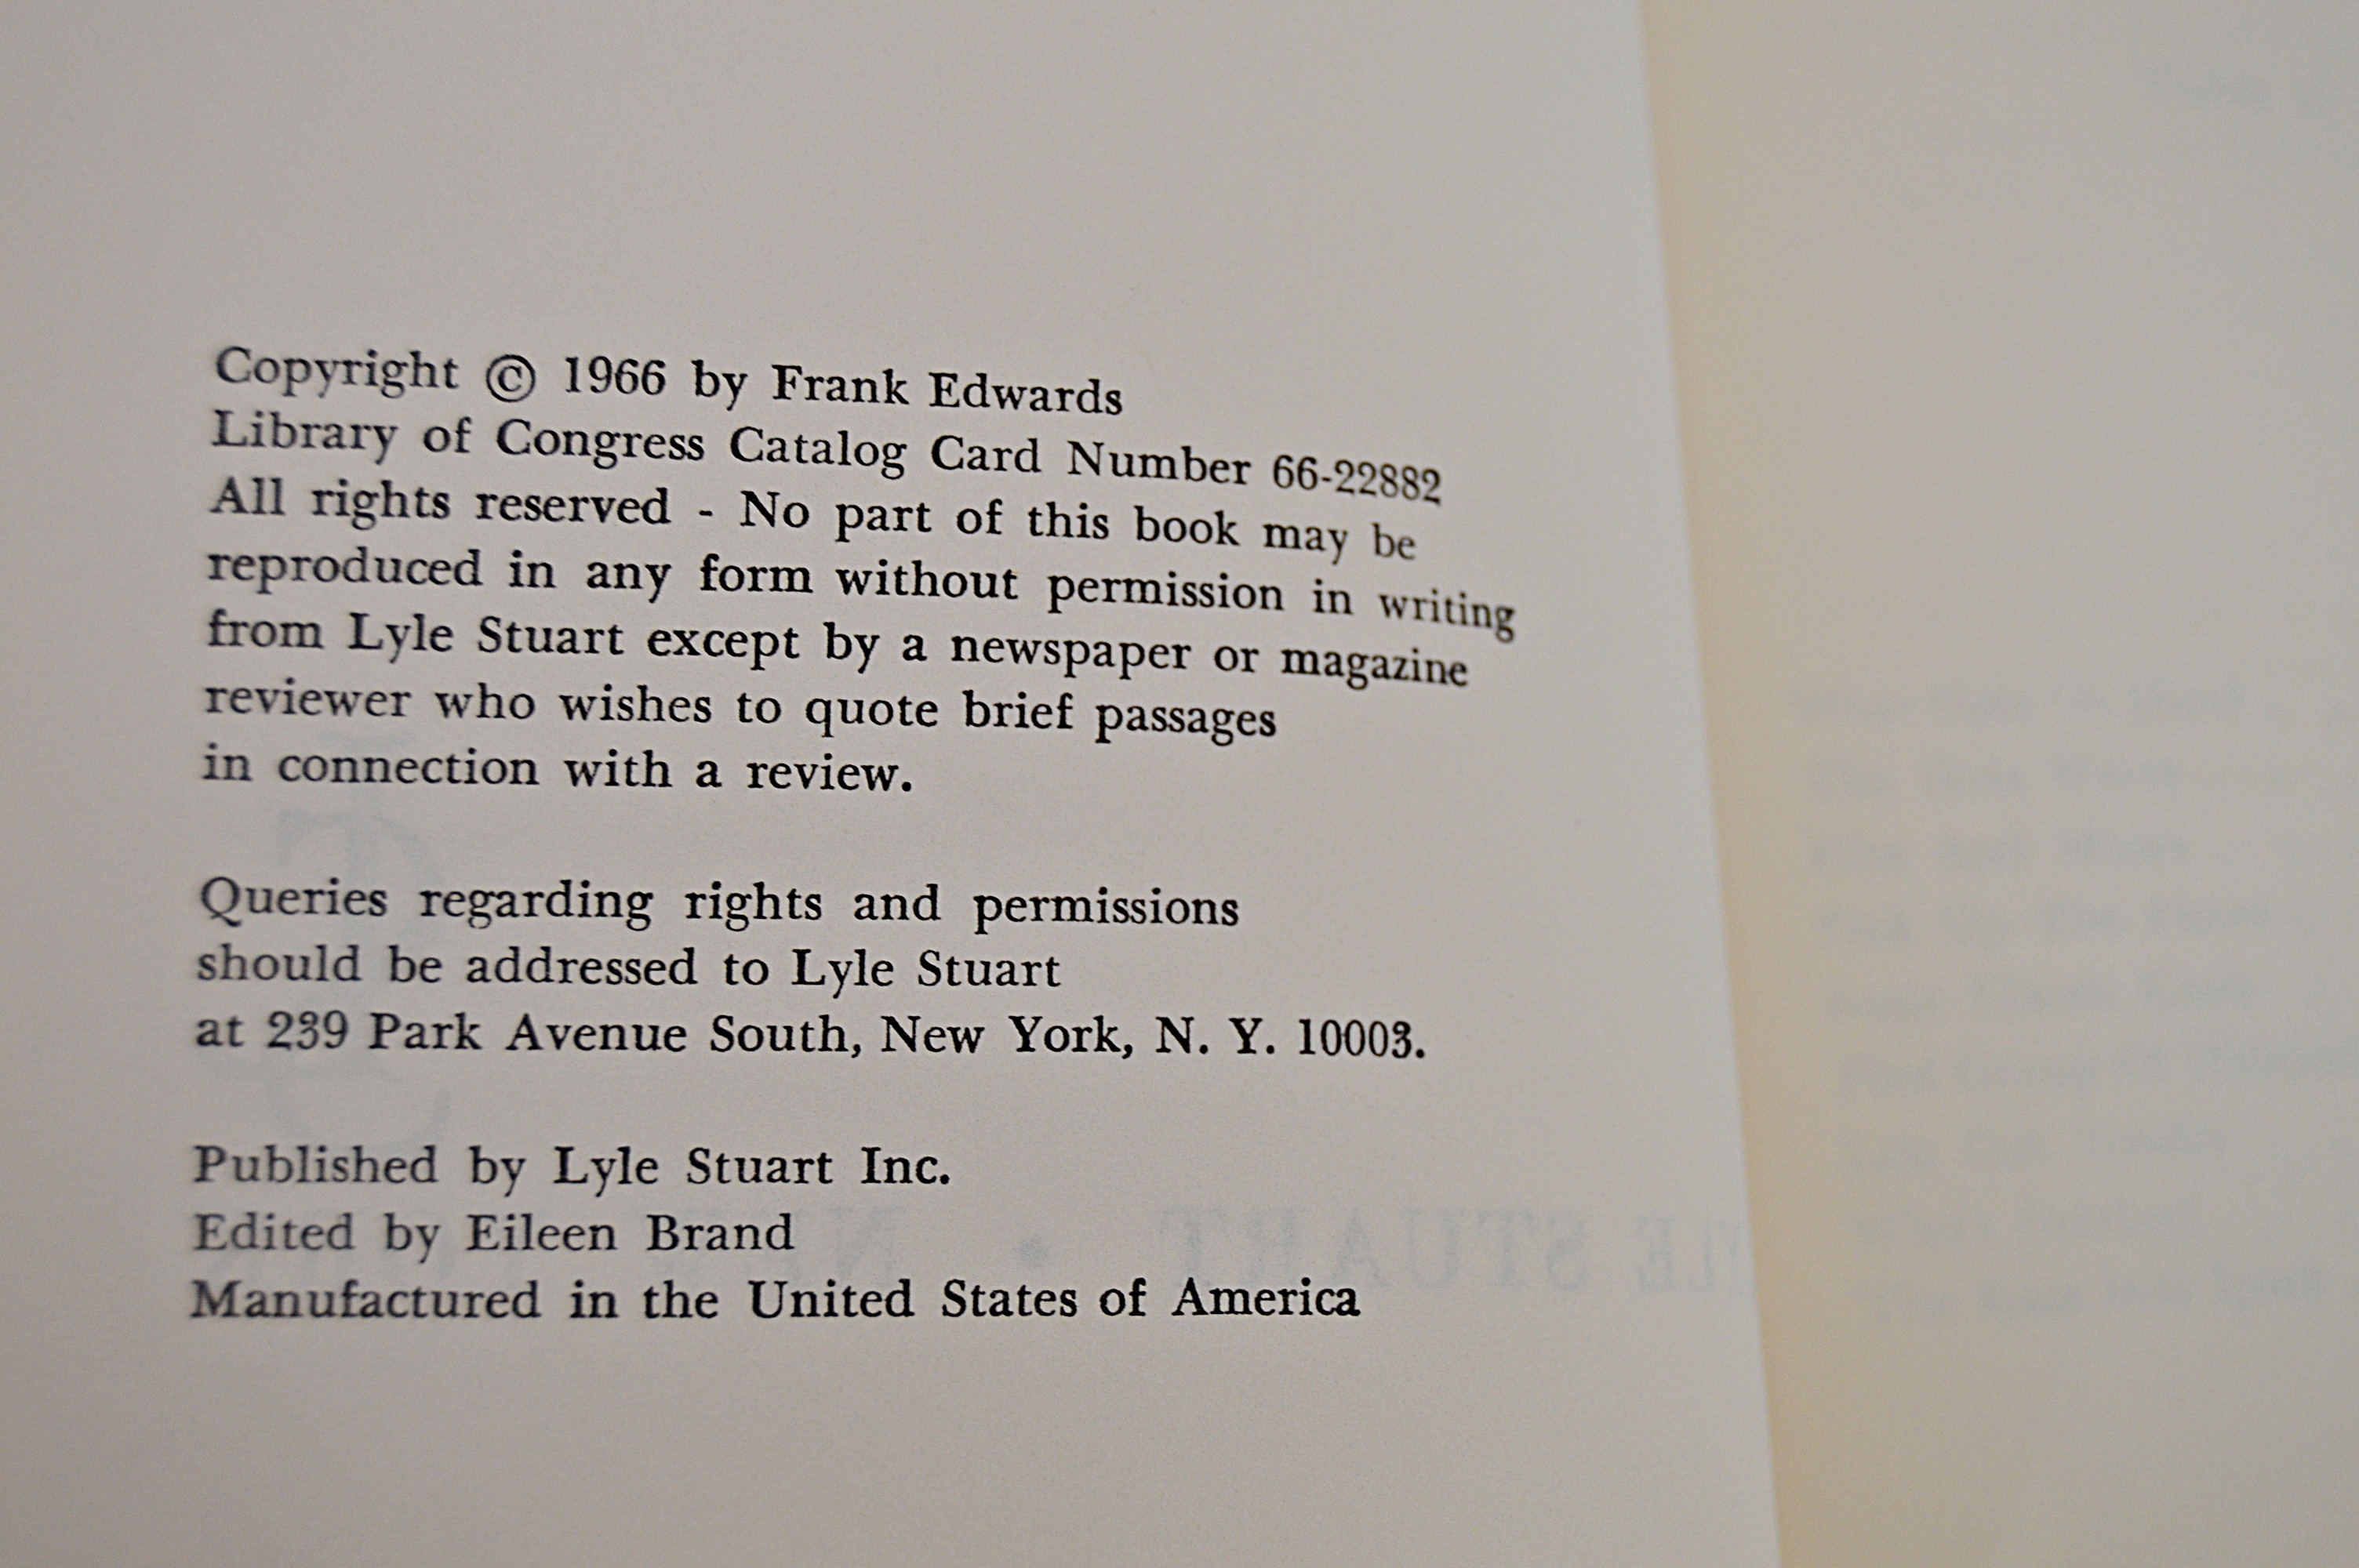 Copyright © 1966 by Frank Edwards
Library of Congress Catalog Card Number 66-22882
All rights reserved - No part of this book may be
reproduced in any form without permission in writing
from Lyle Stuart except by a newspaper or magazine
reviewer who wishes to quote brief passages
in connection with a review.
Queries regarding rights and permissions
should be addressed to Lyle Stuart
at 239 Park Avenue South, New York, N. Y. 10003.
Published by Lyle Stuart Inc.
Edited by Eileen Brand
Manufactured in the United States of America